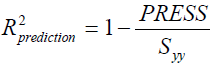 R²prediction = 1 − PRESS / Syy